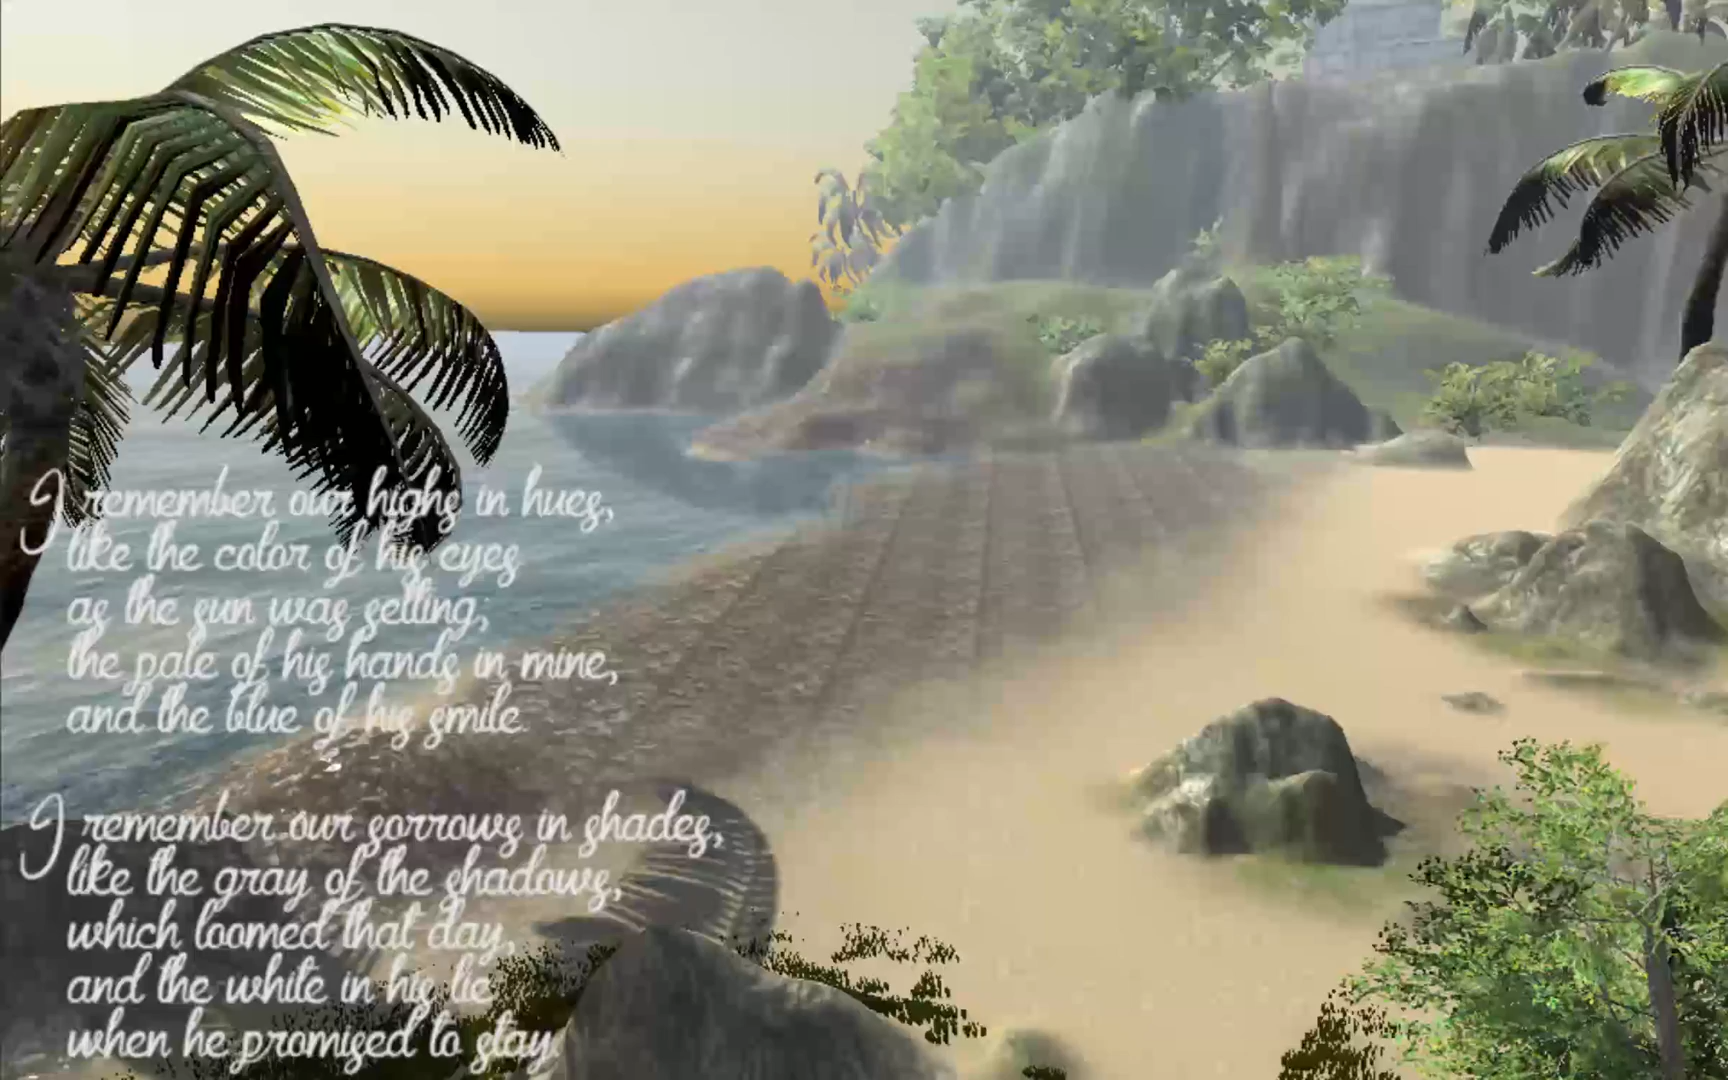 I remember our highs in hues,
like the color of his eyes
as the sun was setting;
the pale of his hands in mine,
and the blue of his smile.
I remember our sorrows in shades,
like the gray of the shadows,
which loomed that day,
and the white in his lie
when he promised to stay.